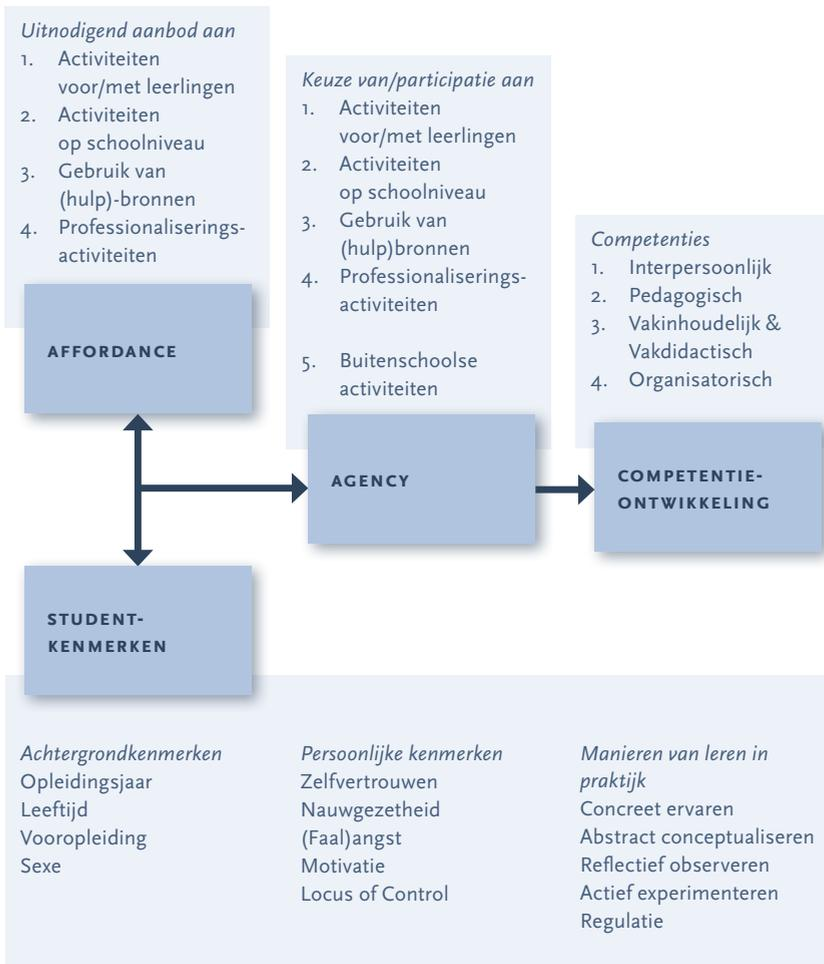 Uitnodigend aanbod aan
1. Activiteiten
voor/met leerlingen
2. Activiteiten
op schoolniveau
3. Gebruik van
(hulp)-bronnen
4. Professionaliserings-
activiteiten
AFFORDANCE
Keuze van/participatie aan
1. Activiteiten
voor/met leerlingen
2. Activiteiten
op schoolniveau
3. Gebruik van
(hulp)bronnen
4. Professionaliserings-
activiteiten
5. Buitenschoolse
activiteiten
AGENCY
Competenties
1. Interpersoonlijk
2. Pedagogisch
3. Vakinhoudelijk &
Vakdidactisch
4. Organisatorisch
COMPETENTIE-
ONTWIKKELING
STUDENT-
KENMERKEN
Achtergrondkenmerken
Opleidingsjaar
Leeftijd
Vooropleiding
Sexe
Persoonlijke kenmerken
Zelfvertrouwen
Nauwgezetheid
(Faal)angst
Motivatie
Locus of Control
Manieren van leren in
praktijk
Concreet ervaren
Abstract conceptualiseren
Reflectief observeren
Actief experimenteren
Regulatie